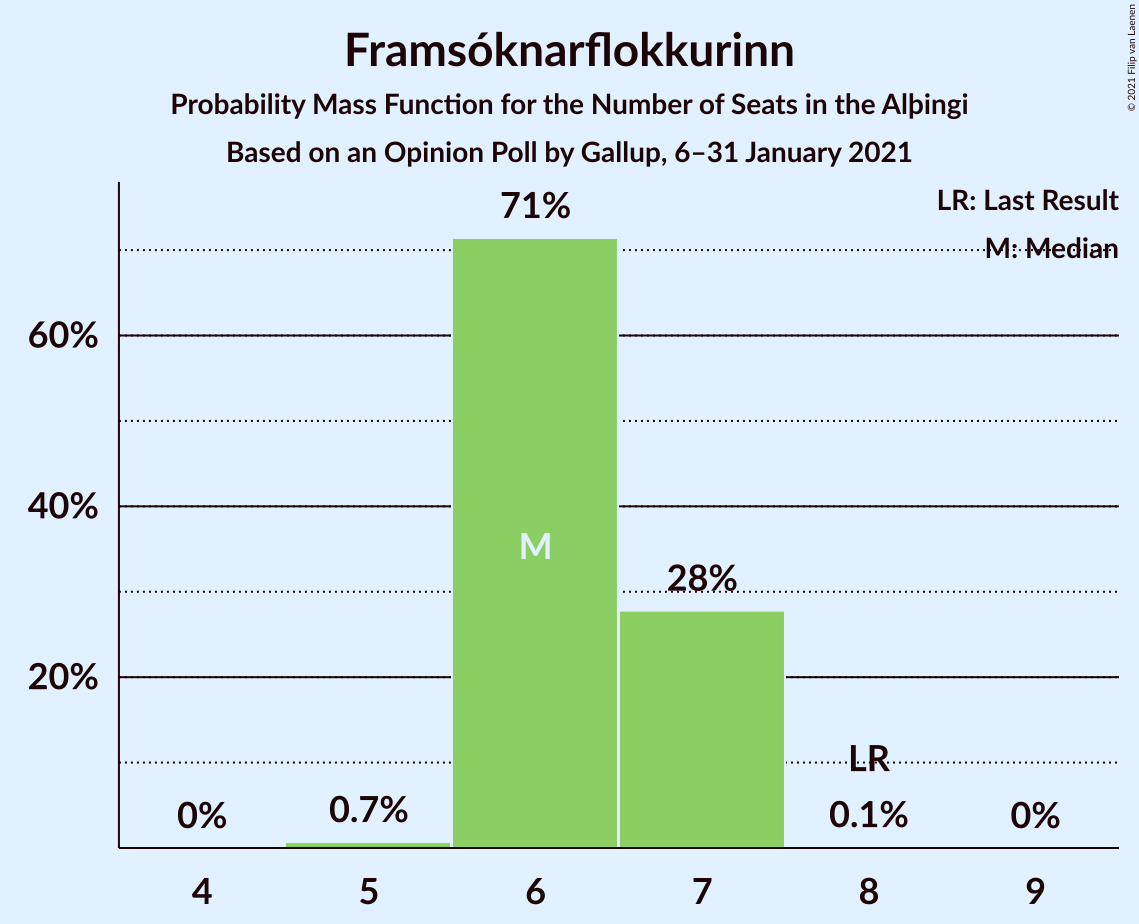 Framsóknarflokkurinn
Probability Mass Function for the Number of Seats in the Alþingi
Based on an Opinion Poll by Gallup, 6–31 January 2021
© 2021 Filip van Laenen
LR: Last Result
M: Median
71%
60%
40%
20%
M
28%
LR
0%
0.7%
0.1%
0%
4 5 6 7 8 9